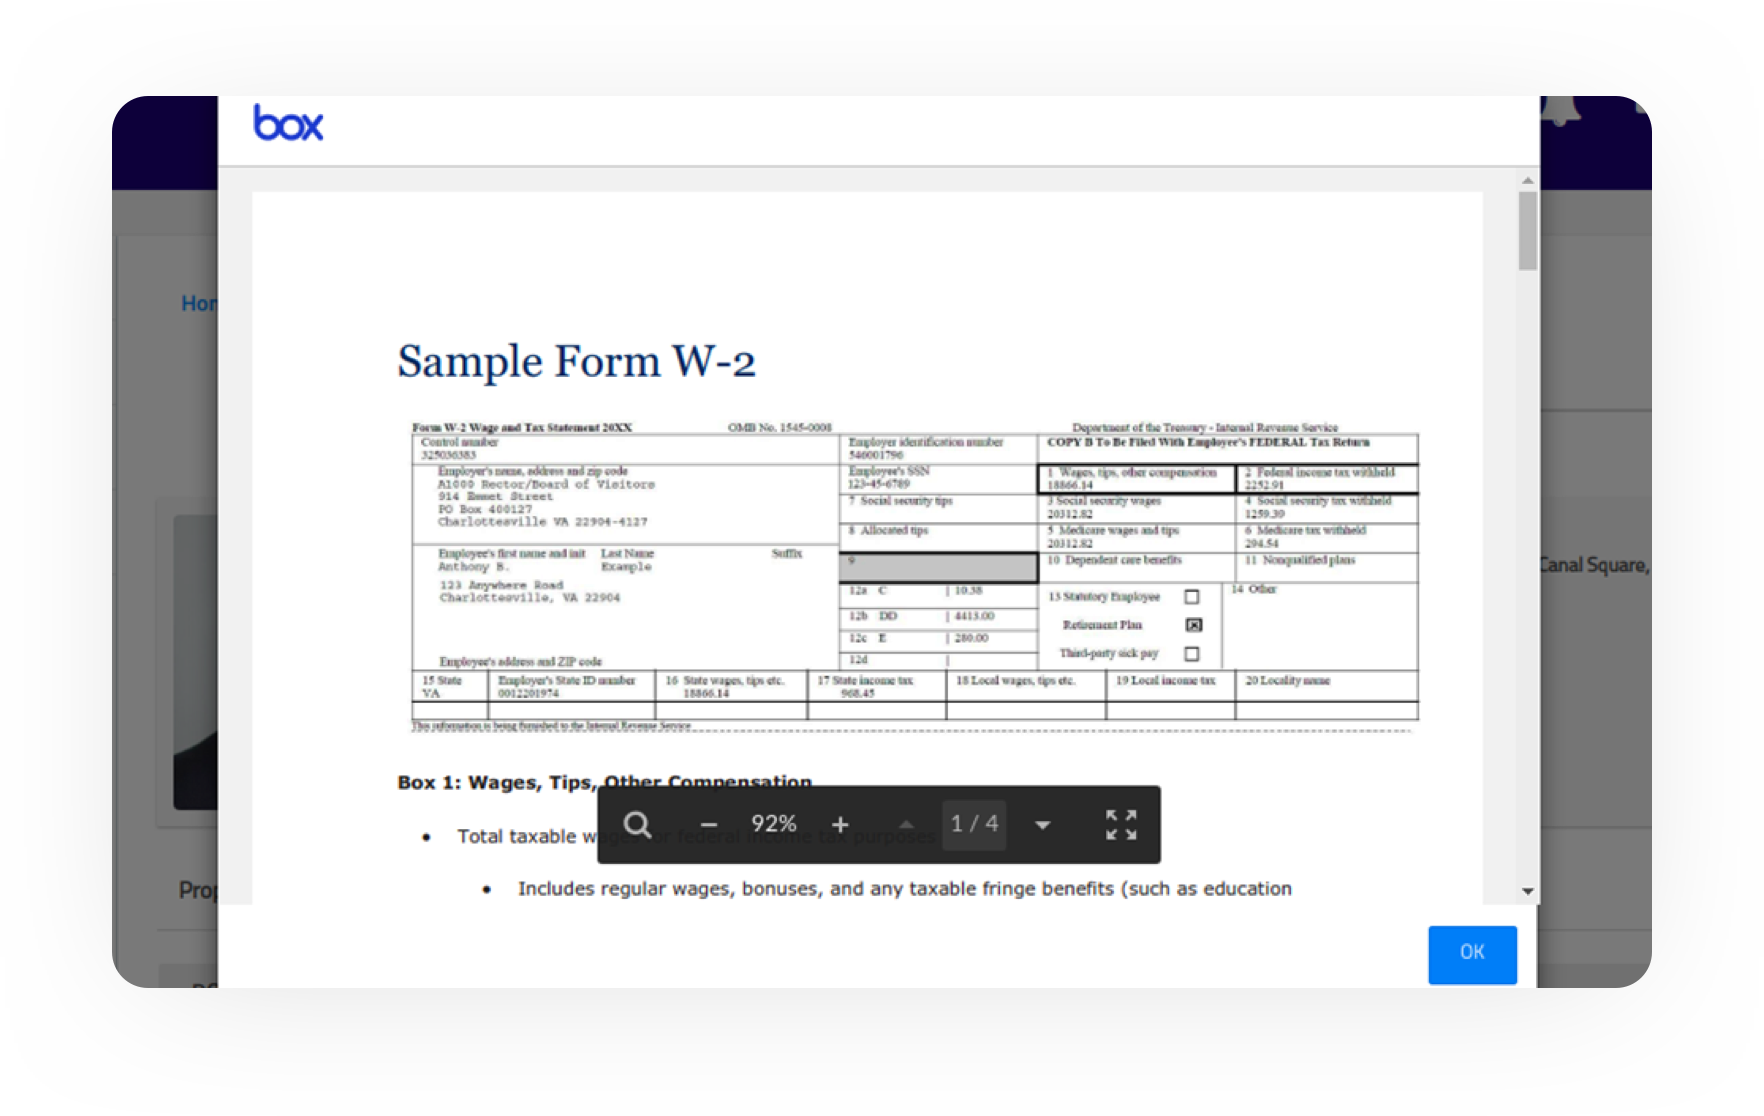 box
Hom
Sample Form W-2
Form W-2 Wage and Tax Statement 20XX OMB No. 1545-0008 Department of the Treasury - Internal Revenue Service
Control number
325036383
Employer identification number
546001796
COPY B To Be Filed With Employee's FEDERAL Tax Return
Employer's name, address and zip code
A1000 Rector/Board of Visitors
914 Emmet Street
PO Box 400127
Charlottesville VA 22904-4127
Employee's SSN
123-45-6789
1 Wages, tips, other compensation
18866.14
2 Federal income tax withheld
2252.91
7 Social security tips
3 Social security wages
20312.82
4 Social security tax withheld
1259.39
8 Allocated tips
5 Medicare wages and tips
20312.82
6 Medicare tax withheld
294.54
Employee's first name and init Last Name Suffix
Anthony B. Example
123 Anywhere Road
Charlottesville, VA 22904
Employee's address and ZIP code
9
10 Dependent care benefits
11 Nonqualified plans
12a C 10.38
12b DD 4413.00
12c E 280.00
12d
13 Statutory Employee
Retirement Plan
Third-party sick pay
14 Other
15 State
VA
Employer's State ID number
0012201974
16 State wages, tips etc.
18866.14
17 State income tax
968.45
18 Local wages, tips etc.
19 Local income tax
20 Locality name
This information is being furnished to the Internal Revenue Service
Box 1: Wages, Tips, Other Compensation
• Total taxable wages for federal income tax purposes
92% 1 / 4
• Includes regular wages, bonuses, and any taxable fringe benefits (such as education
Canal Square,
Prop
OK